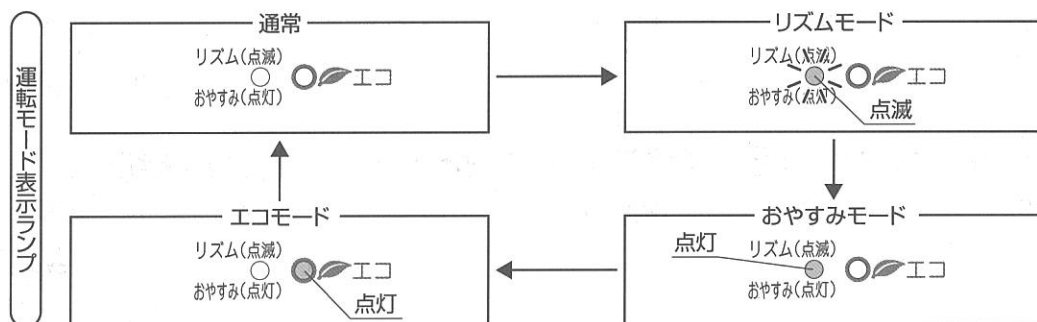 運転モード表示ランプ
通常
リズム(点滅)
エコ
おやすみ(点灯)
リズムモード
リズム(点滅)
エコ
おやすみ(点灯)
点滅
おやすみモード
点灯
リズム(点滅)
エコ
おやすみ(点灯)
エコモード
リズム(点滅)
エコ
おやすみ(点灯)
点灯